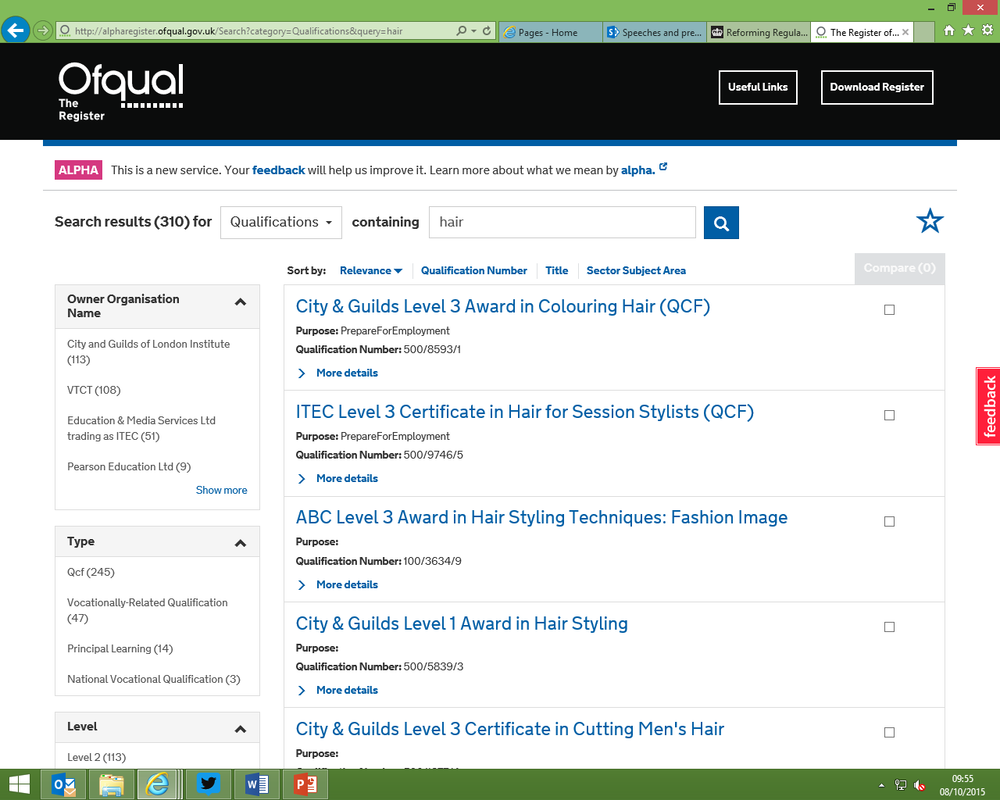 http://alpharegister.ofqual.gov.uk/Search?category=Qualifications&query=hair
Pages - Home
Speeches and pre...
Reforming Regula...
The Register of...
Ofqual
The
Register
Useful Links
Download Register
ALPHA This is a new service. Your feedback will help us improve it. Learn more about what we mean by alpha.
Search results (310) for Qualifications containing hair
Sort by: Relevance Qualification Number Title Sector Subject Area
Compare (0)
Owner Organisation
Name
City and Guilds of London Institute
(113)
VTCT (108)
Education & Media Services Ltd
trading as ITEC (51)
Pearson Education Ltd (9)
Show more
Type
Qcf (245)
Vocationally-Related Qualification
(47)
Principal Learning (14)
National Vocational Qualification (3)
Level
Level 2 (113)
City & Guilds Level 3 Award in Colouring Hair (QCF)
Purpose: PrepareForEmployment
Qualification Number: 500/8593/1
More details
ITEC Level 3 Certificate in Hair for Session Stylists (QCF)
Purpose: PrepareForEmployment
Qualification Number: 500/9746/5
More details
ABC Level 3 Award in Hair Styling Techniques: Fashion Image
Purpose:
Qualification Number: 100/3634/9
More details
City & Guilds Level 1 Award in Hair Styling
Purpose:
Qualification Number: 500/5839/3
More details
City & Guilds Level 3 Certificate in Cutting Men's Hair
Purpose:
feedback
09:55
08/10/2015